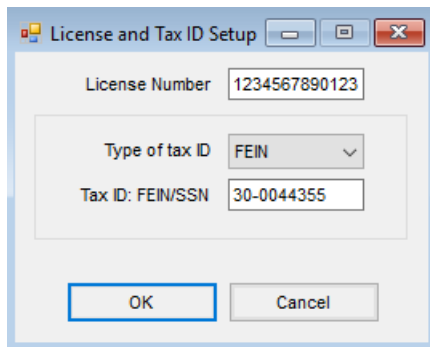 License and Tax ID Setup
License Number 1234567890123
Type of tax ID FEIN
Tax ID: FEIN/SSN 30-0044355
OK Cancel